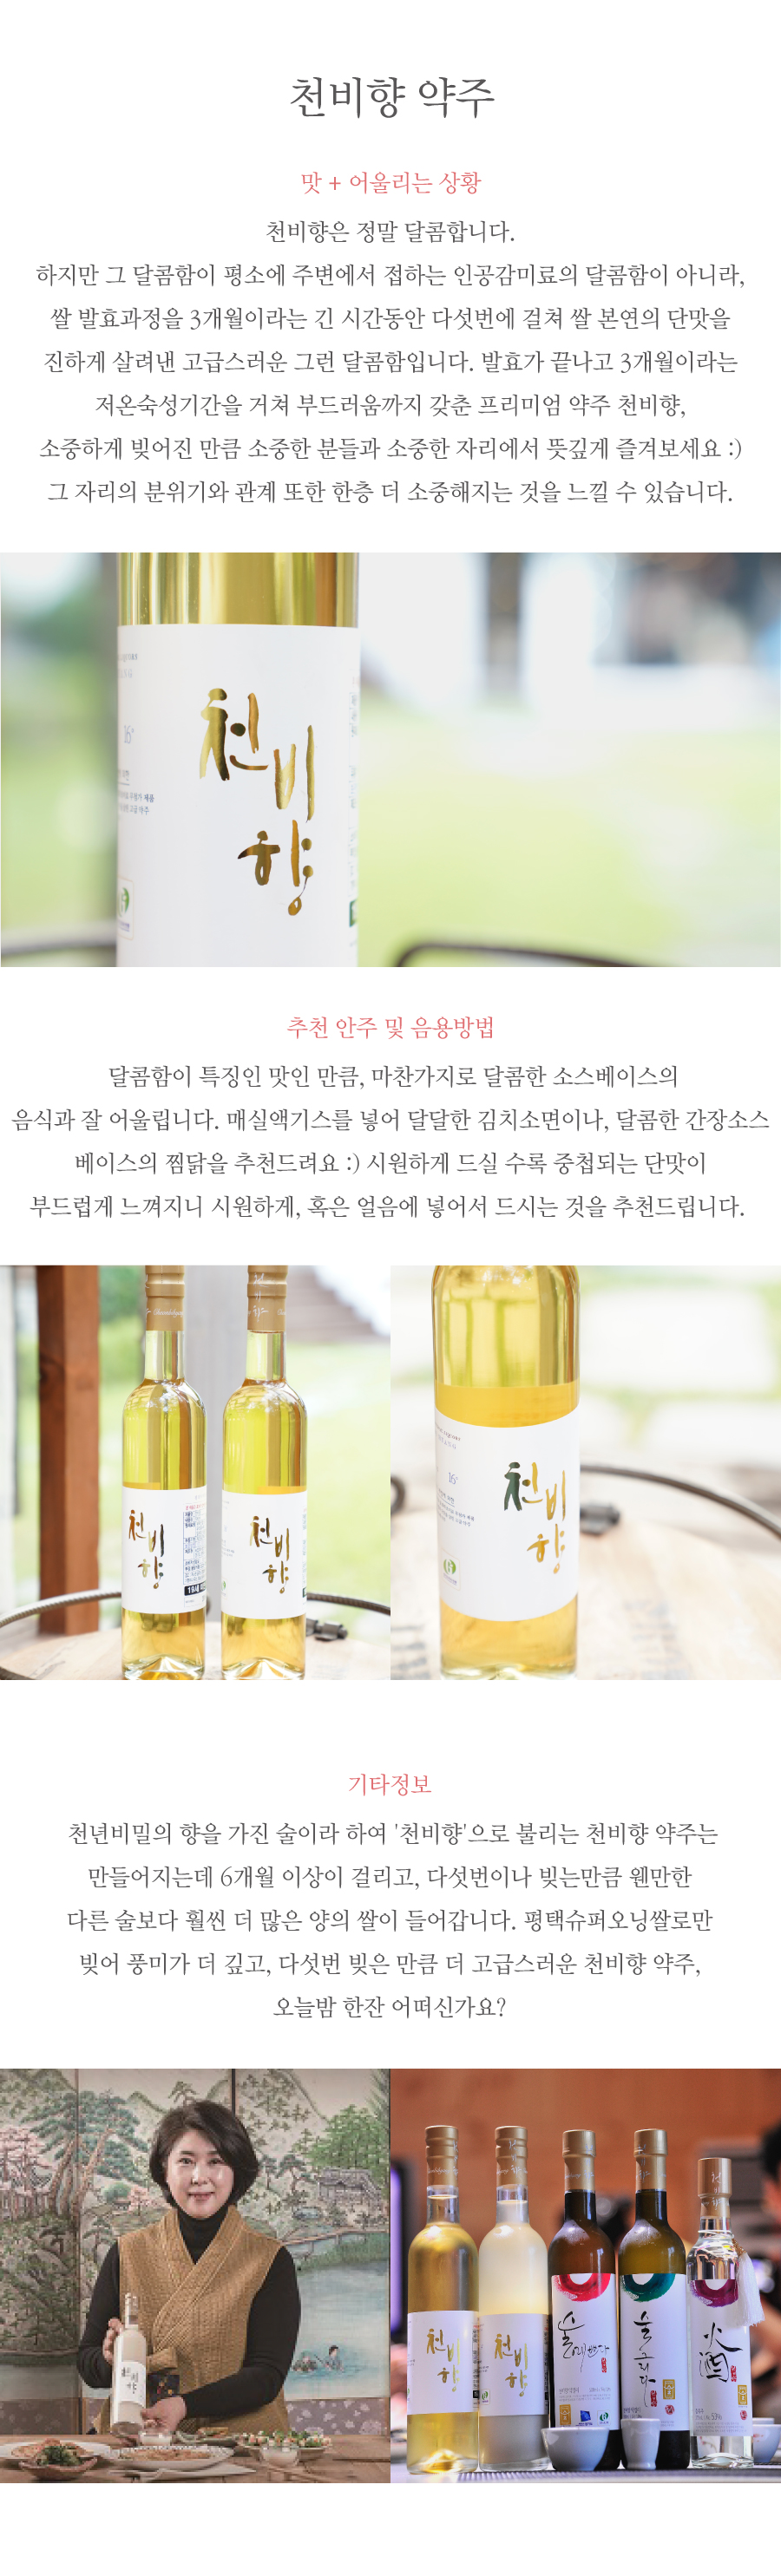 천비향 약주
맛 + 어울리는 상황
천비향은 정말 달콤합니다.
하지만 그 달콤함이 평소에 주변에서 접하는 인공감미료의 달콤함이 아니라,
쌀 발효과정을 3개월이라는 긴 시간동안 다섯번에 걸쳐 쌀 본연의 단맛을
진하게 살려낸 고급스러운 그런 달콤함입니다. 발효가 끝나고 3개월이라는
저온숙성기간을 거쳐 부드러움까지 갖춘 프리미엄 약주 천비향,
소중하게 빚어진 만큼 소중한 분들과 소중한 자리에서 뜻깊게 즐겨보세요 :)
그 자리의 분위기와 관계 또한 한층 더 소중해지는 것을 느낄 수 있습니다.
천비향
16°
추천 안주 및 음용방법
달콤함이 특징인 맛인 만큼, 마찬가지로 달콤한 소스베이스의
음식과 잘 어울립니다. 매실액기스를 넣어 달달한 김치소면이나, 달콤한 간장소스
베이스의 찜닭을 추천드려요 :) 시원하게 드실 수록 중첩되는 단맛이
부드럽게 느껴지니 시원하게, 혹은 얼음에 넣어서 드시는 것을 추천드립니다.
천비향
천비향
16°
천비향
기타정보
천년비밀의 향을 가진 술이라 하여 '천비향'으로 불리는 천비향 약주는
만들어지는데 6개월 이상이 걸리고, 다섯번이나 빚는만큼 웬만한
다른 술보다 훨씬 더 많은 양의 쌀이 들어갑니다. 평택슈퍼오닝쌀로만
빚어 풍미가 더 깊고, 다섯번 빚은 만큼 더 고급스러운 천비향 약주,
오늘밤 한잔 어떠신가요?
천비향
천비향
천비향
술그리다
火酒
53%